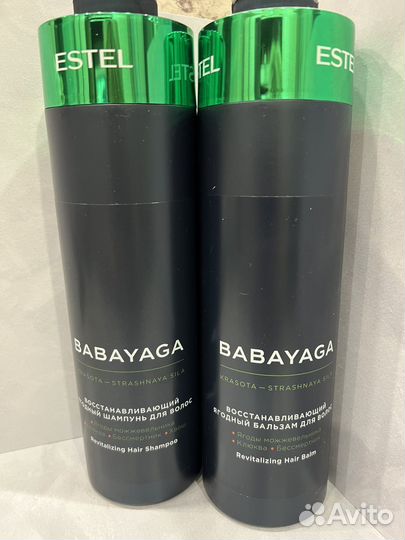 ESTEL
BABAYAGA
KRASOTA — STRASHNAYA SILA
ВОССТАНАВЛИВАЮЩИЙ
ШАМПУНЬ ДЛЯ ВОЛОС
Ягоды можжевельника
Бессмертник
Revitalizing Hair Shampoo
ESTEL
ESTE
BABAYAGA
KRASOTA — STRASHNAYA SILA
ВОССТАНАВЛИВАЮЩИЙ
ЯГОДНЫЙ БАЛЬЗАМ ДЛЯ ВОЛОС
• Ягоды можжевельника
• Клюква • Бессмертник
Revitalizing Hair Balm
Avito